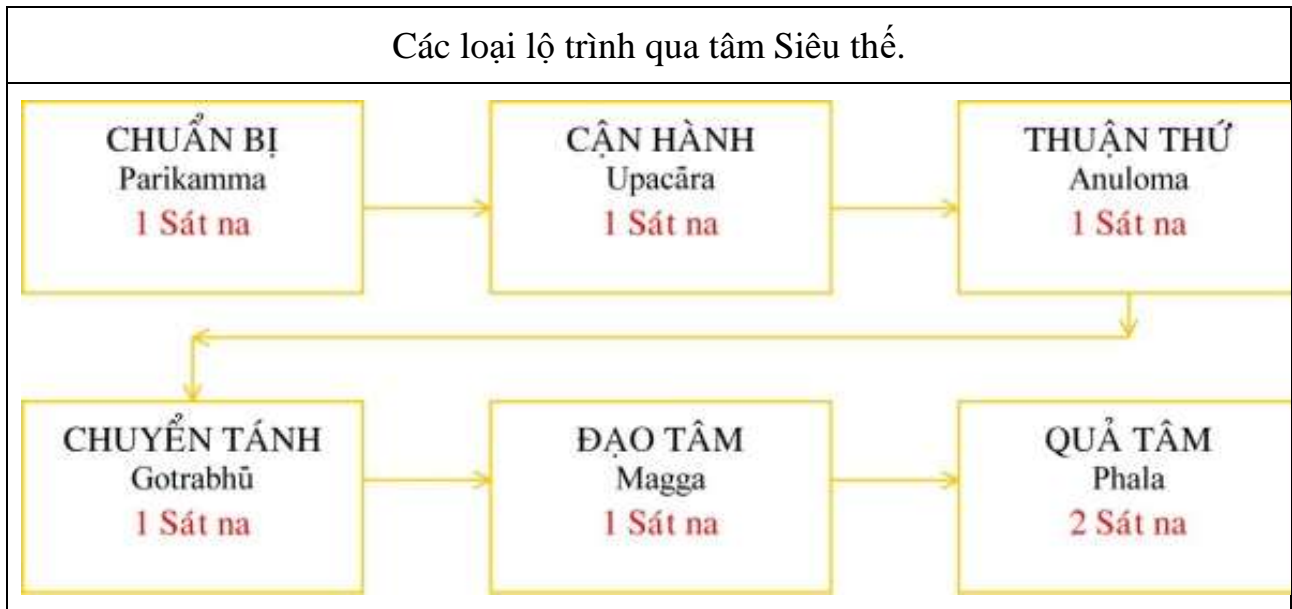 Các loại lộ trình qua tâm Siêu thế.
CHUẨN BỊ
Parikamma
1 Sát na
CẬN HÀNH
Upacāra
1 Sát na
THUẬN THỨ
Anuloma
1 Sát na
CHUYỂN TÁNH
Gotrabhū
1 Sát na
ĐẠO TÂM
Magga
1 Sát na
QUẢ TÂM
Phala
2 Sát na